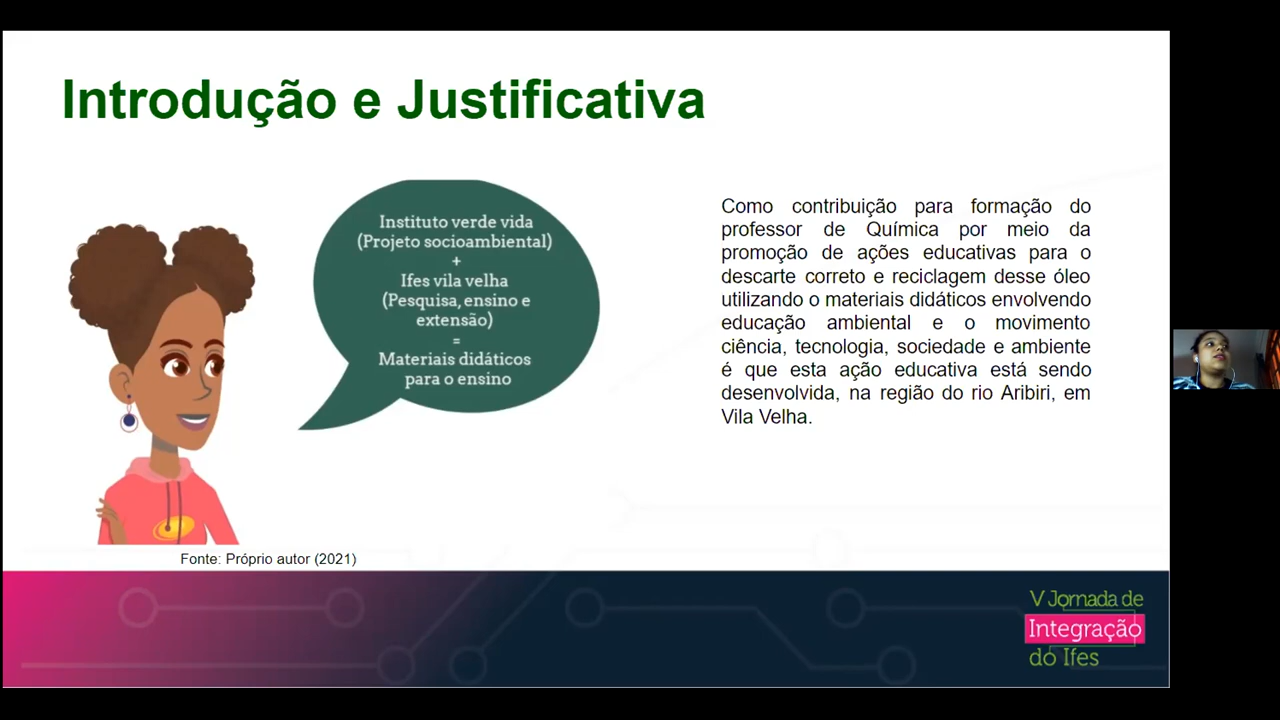 Introdução e Justificativa
Instituto verde vida
(Projeto socioambiental)
+
Ifes vila velha
(Pesquisa, ensino e
extensão)
=
Materiais didáticos
para o ensino
Como contribuição para formação do
professor de Química por meio da
promoção de ações educativas para o
descarte correto e reciclagem desse óleo
utilizando o materiais didáticos envolvendo
educação ambiental e o movimento
ciência, tecnologia, sociedade e ambiente
é que esta ação educativa está sendo
desenvolvida, na região do rio Aribiri, em
Vila Velha.
Fonte: Próprio autor (2021)
V Jornada de
Integração
do Ifes